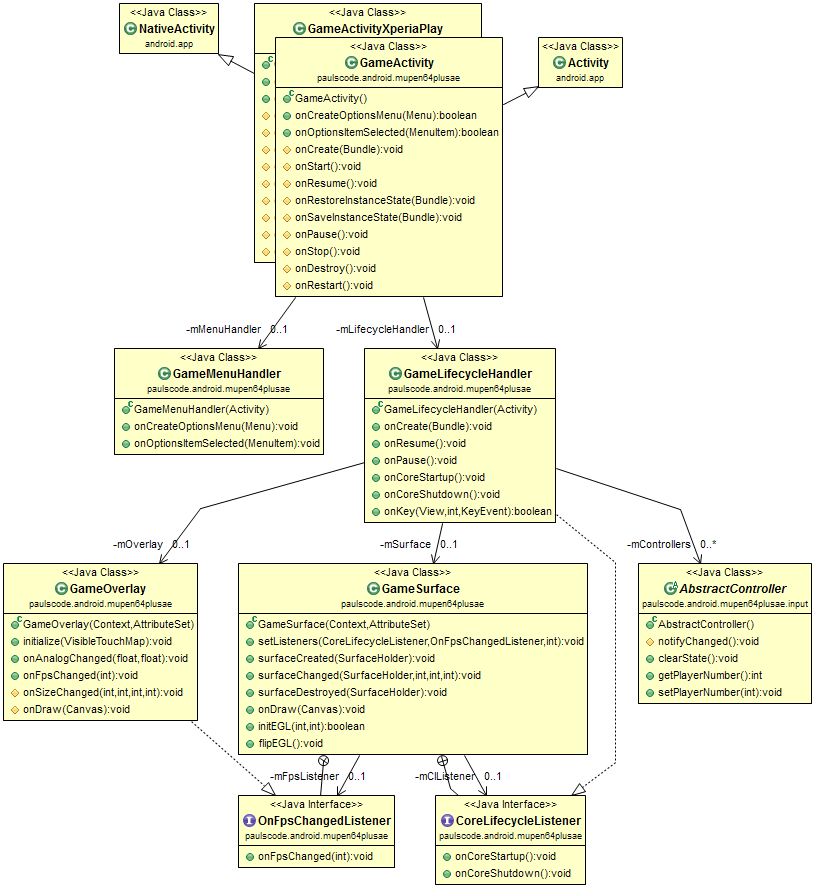 <<Java Class>>
NativeActivity
android.app
<<Java Class>>
GameActivityXperiaPlay
<<Java Class>>
GameActivity
paulscode.android.mupen64plusae
GameActivity()
onCreateOptionsMenu(Menu):boolean
onOptionsItemSelected(MenuItem):boolean
onCreate(Bundle):void
onStart():void
onResume():void
onRestoreInstanceState(Bundle):void
onSaveInstanceState(Bundle):void
onPause():void
onStop():void
onDestroy():void
onRestart():void
<<Java Class>>
Activity
android.app
-mMenuHandler 0..1
-mLifecycleHandler 0..1
<<Java Class>>
GameMenuHandler
paulscode.android.mupen64plusae
GameMenuHandler(Activity)
onCreateOptionsMenu(Menu):void
onOptionsItemSelected(MenuItem):void
<<Java Class>>
GameLifecycleHandler
paulscode.android.mupen64plusae
GameLifecycleHandler(Activity)
onCreate(Bundle):void
onResume():void
onPause():void
onCoreStartup():void
onCoreShutdown():void
onKey(View,int,KeyEvent):boolean
-mOverlay 0..1
-mSurface 0..1
-mControllers 0..*
<<Java Class>>
GameOverlay
paulscode.android.mupen64plusae
GameOverlay(Context,AttributeSet)
initialize(VisibleTouchMap):void
onAnalogChanged(float,float):void
onFpsChanged(int):void
onSizeChanged(int,int,int,int):void
onDraw(Canvas):void
<<Java Class>>
GameSurface
paulscode.android.mupen64plusae
GameSurface(Context,AttributeSet)
setListeners(CoreLifecycleListener,OnFpsChangedListener,int):void
surfaceCreated(SurfaceHolder):void
surfaceChanged(SurfaceHolder,int,int,int):void
surfaceDestroyed(SurfaceHolder):void
onDraw(Canvas):void
initEGL(int,int):boolean
flipEGL():void
<<Java Class>>
AbstractController
paulscode.android.mupen64plusae.input
AbstractController()
notifyChanged():void
clearState():void
getPlayerNumber():int
setPlayerNumber(int):void
-mFpsListener 0..1
-mClListener 0..1
<<Java Interface>>
OnFpsChangedListener
paulscode.android.mupen64plusae
onFpsChanged(int):void
<<Java Interface>>
CoreLifecycleListener
paulscode.android.mupen64plusae
onCoreStartup():void
onCoreShutdown():void